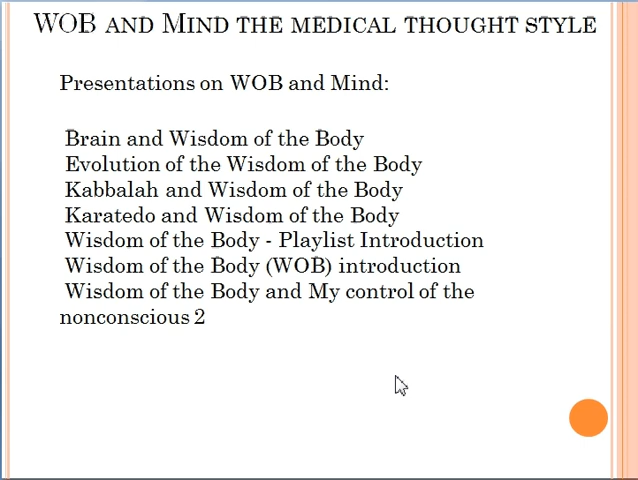 WOB AND MIND THE MEDICAL THOUGHT STYLE
Presentations on WOB and Mind:
Brain and Wisdom of the Body
Evolution of the Wisdom of the Body
Kabbalah and Wisdom of the Body
Karatedo and Wisdom of the Body
Wisdom of the Body - Playlist Introduction
Wisdom of the Body (WOB) introduction
Wisdom of the Body and My control of the
nonconscious 2